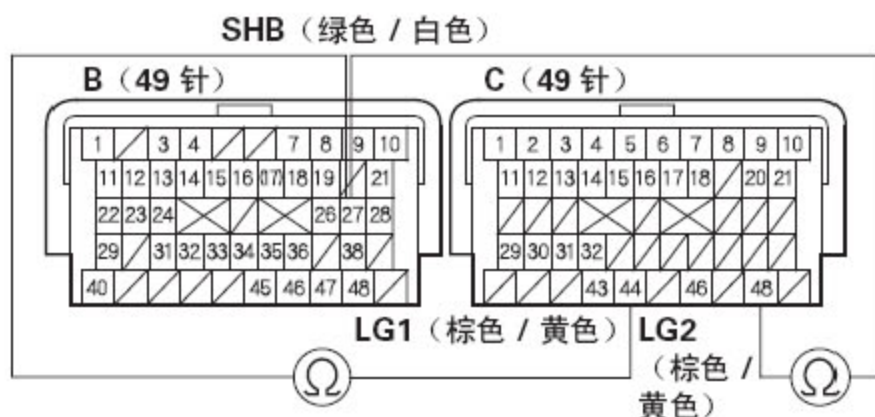 SHB（绿色 / 白色）
B（49 针）
C（49 针）
1 3 4 7 8 9 10
11 12 13 14 15 16 (17) 18 19 21
22 23 24 26 27 28
29 31 32 33 34 35 36 38
40 45 46 47 48
1 2 3 4 5 6 7 8 9 10
11 12 13 14 15 16 17 18 20 21
29 30 31 32
43 44 46 48
LG1（棕色 / 黄色）
LG2
（棕色 /
黄色）
Ω
Ω